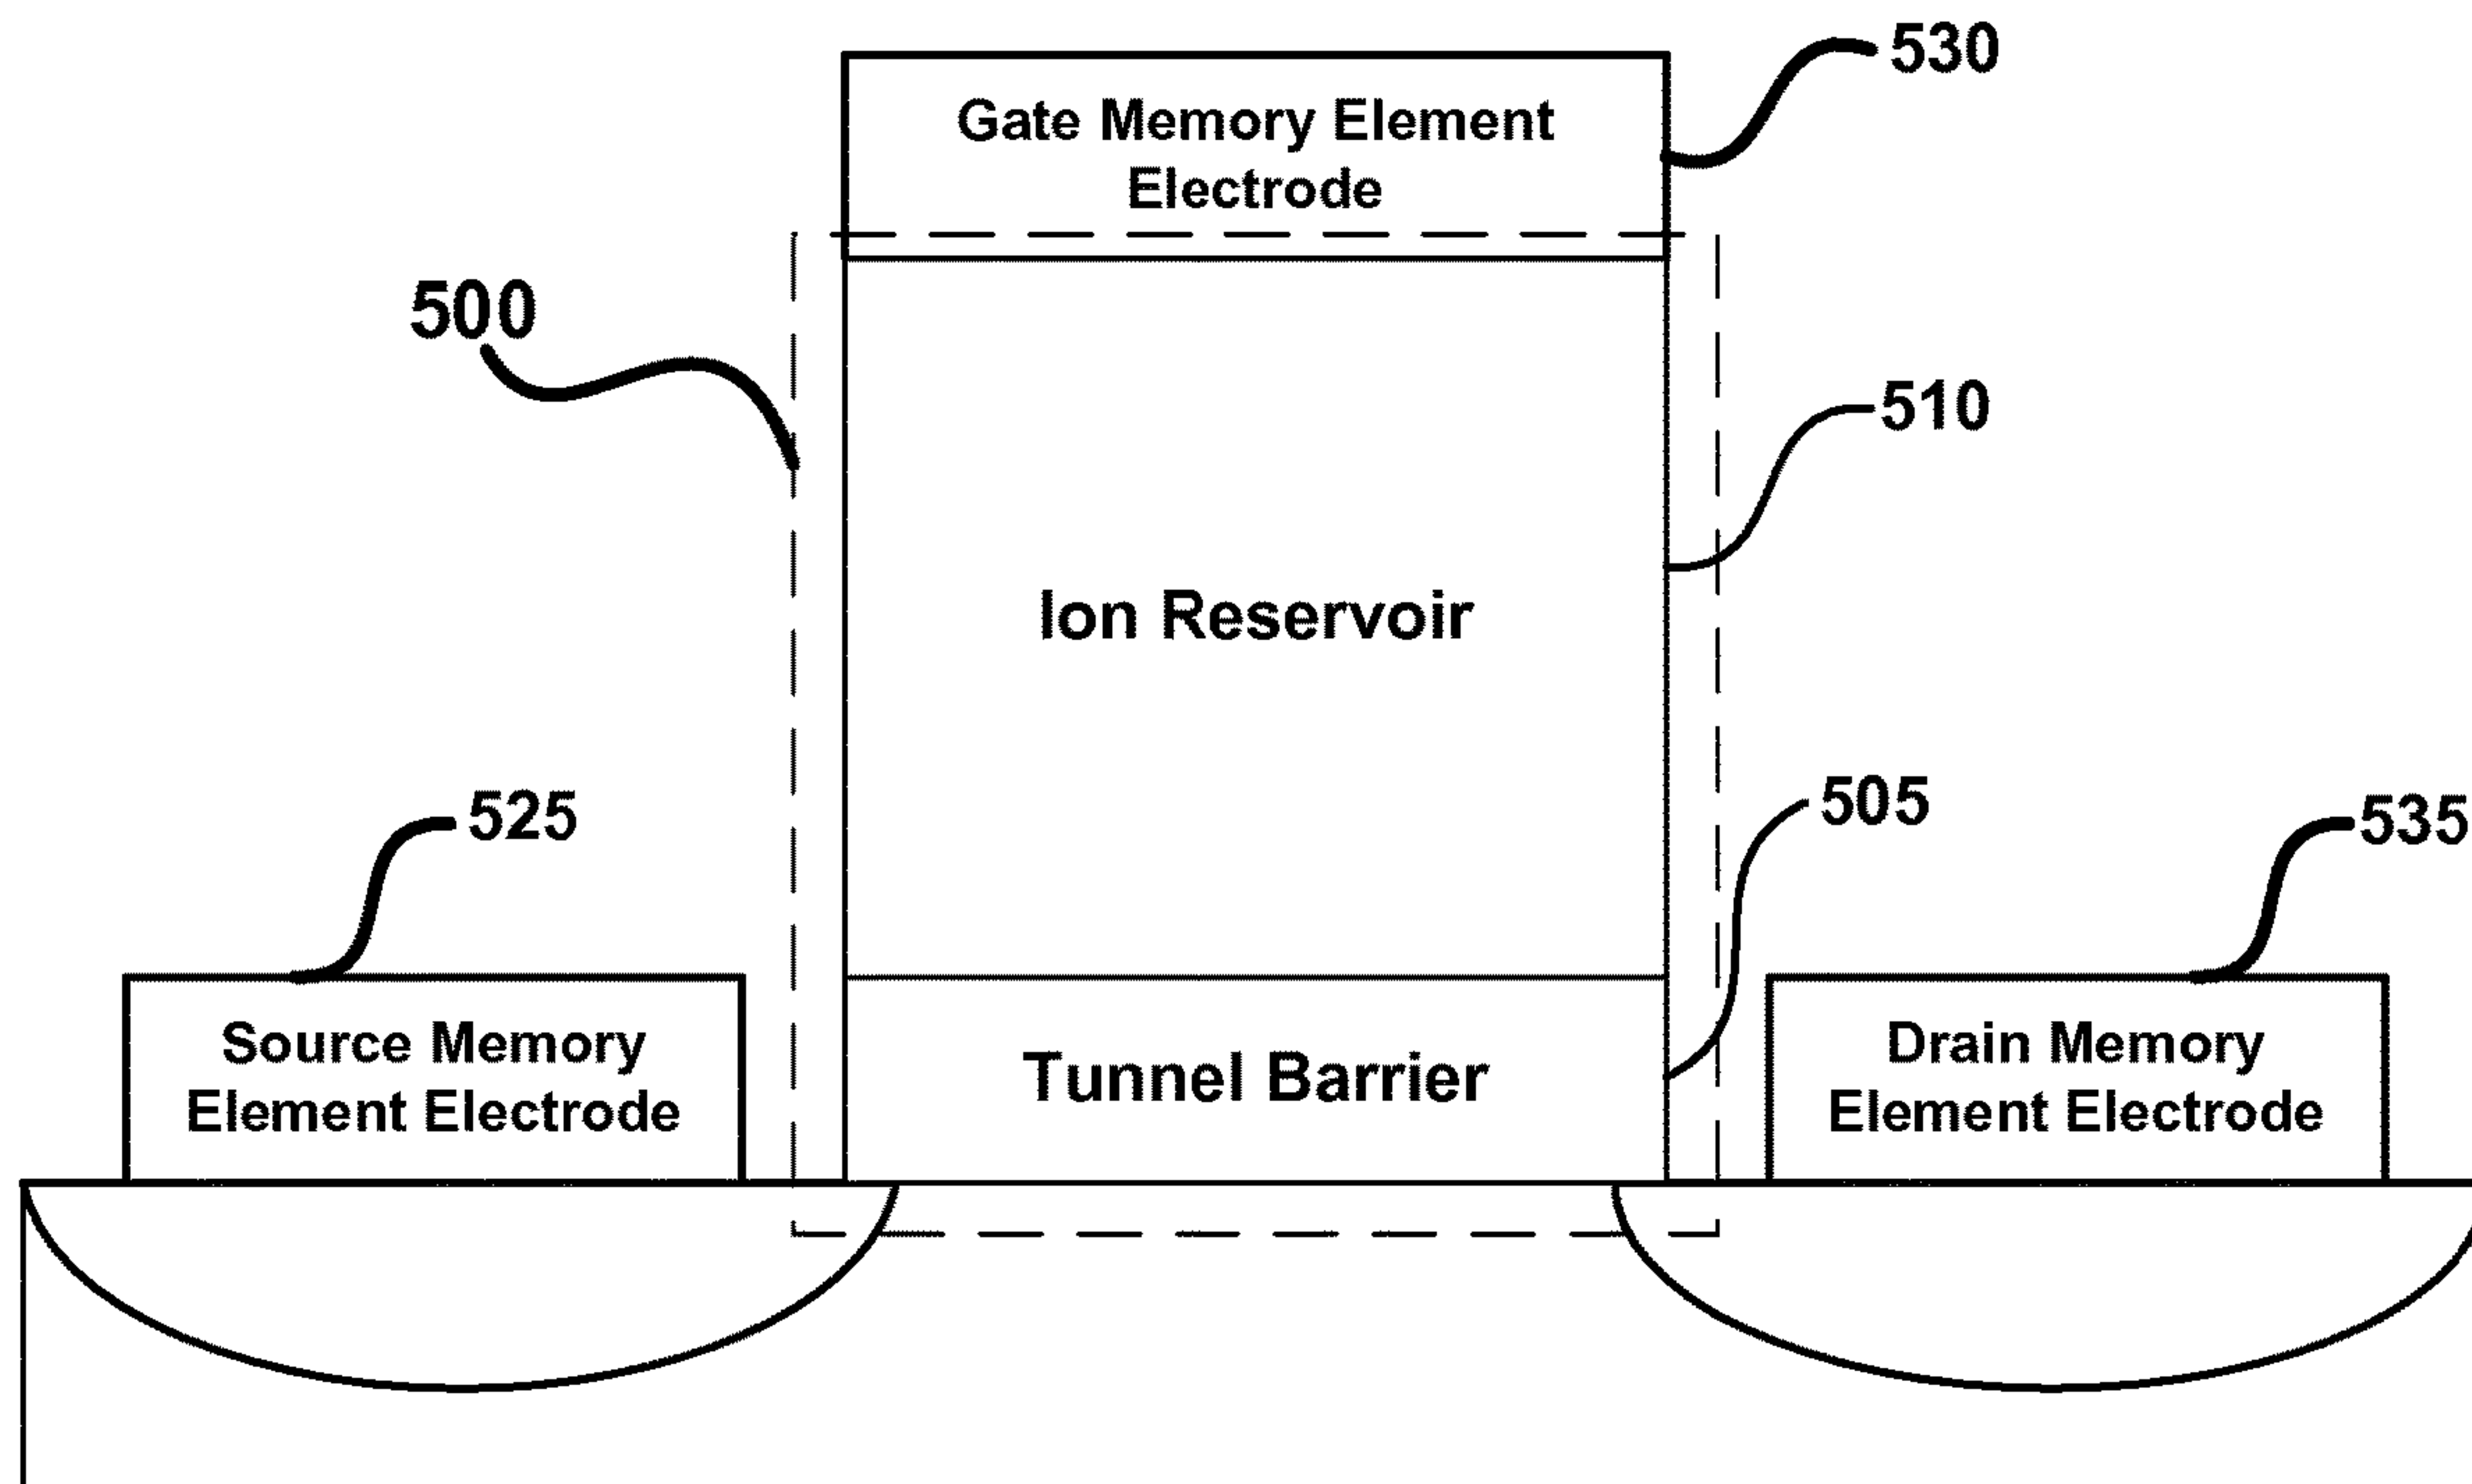 530
Gate Memory Element
Electrode
500
510
Ion Reservoir
525
505
535
Source Memory
Element Electrode
Tunnel Barrier
Drain Memory
Element Electrode